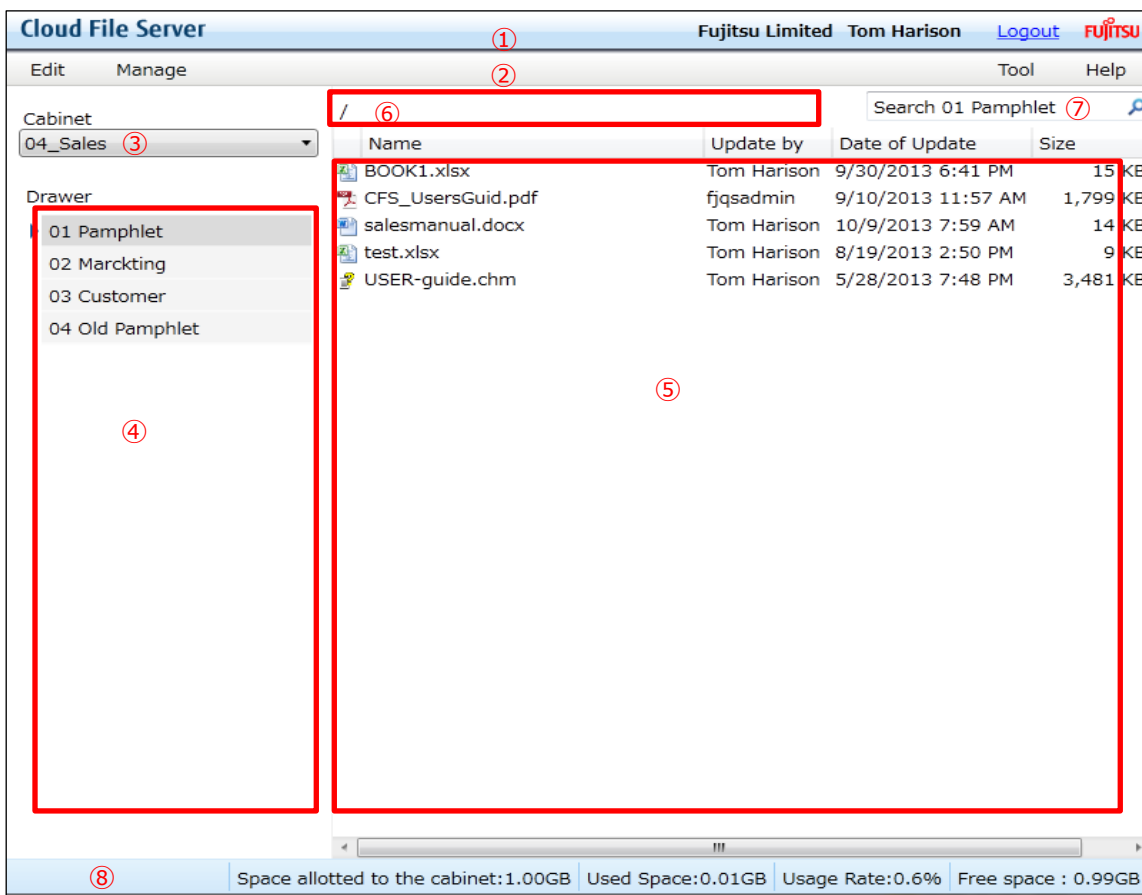 Cloud File Server ① Fujitsu Limited Tom Harison Logout FUJITSU
Edit Manage ② Tool Help
Cabinet
04_Sales ③
Drawer
01 Pamphlet
02 Marckting
03 Customer
04 Old Pamphlet
④
/ ⑥
Search 01 Pamphlet ⑦
Name Update by Date of Update Size
BOOK1.xlsx Tom Harison 9/30/2013 6:41 PM 15 KB
CFS_UsersGuid.pdf fjqsadmin 9/10/2013 11:57 AM 1,799 KB
salesmanual.docx Tom Harison 10/9/2013 7:59 AM 14 KB
test.xlsx Tom Harison 8/19/2013 2:50 PM 9 KB
USER-guide.chm Tom Harison 5/28/2013 7:48 PM 3,481 KB
⑤
⑧ Space allotted to the cabinet:1.00GB Used Space:0.01GB Usage Rate:0.6% Free space : 0.99GB